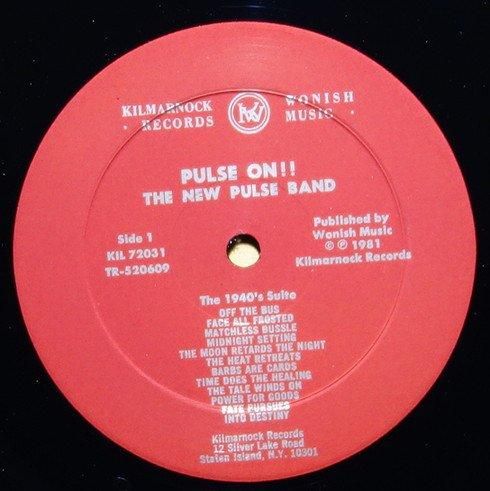 KILMARNOCK WONISH
· RECORDS MUSIC ·
PULSE ON!!
THE NEW PULSE BAND
Side 1
KIL 72031
TR-520609
Published by
Wonish Music
© ℗ 1981
Kilmarnock Records
The 1940's Suite
OFF THE BUS
FACE ALL FROSTED
MATCHLESS BUSSLE
MIDNIGHT SETTING
THE MOON RETARDS THE NIGHT
THE HEAT RETREATS
BARBS ARE CARDS
TIME DOES THE HEALING
THE TALE WINDS ON
POWER FOR GOODS
FATE PURSUES
INTO DESTINY
Kilmarnock Records
12 Silver Lake Road
Staten Island, N.Y. 10301